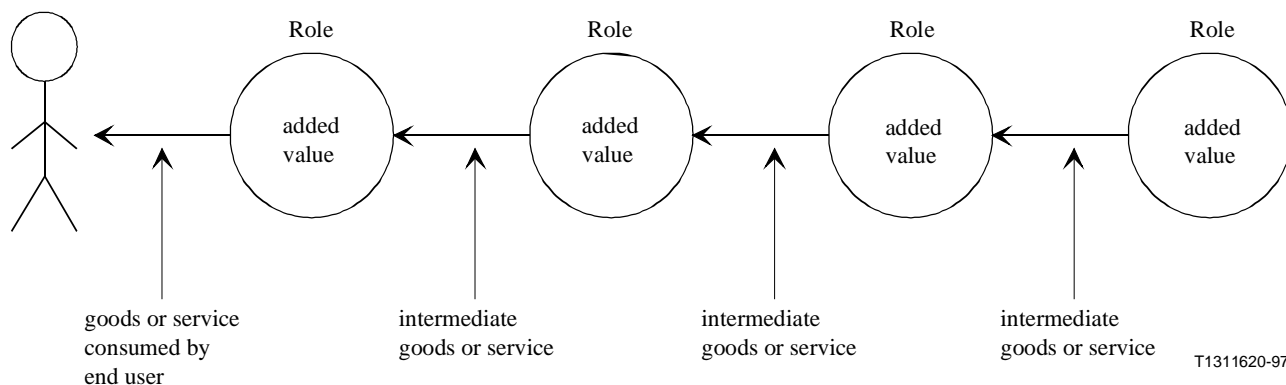 Role
Role
Role
Role
added
value
added
value
added
value
added
value
goods or service
consumed by
end user
intermediate
goods or service
intermediate
goods or service
intermediate
goods or service
T1311620-97